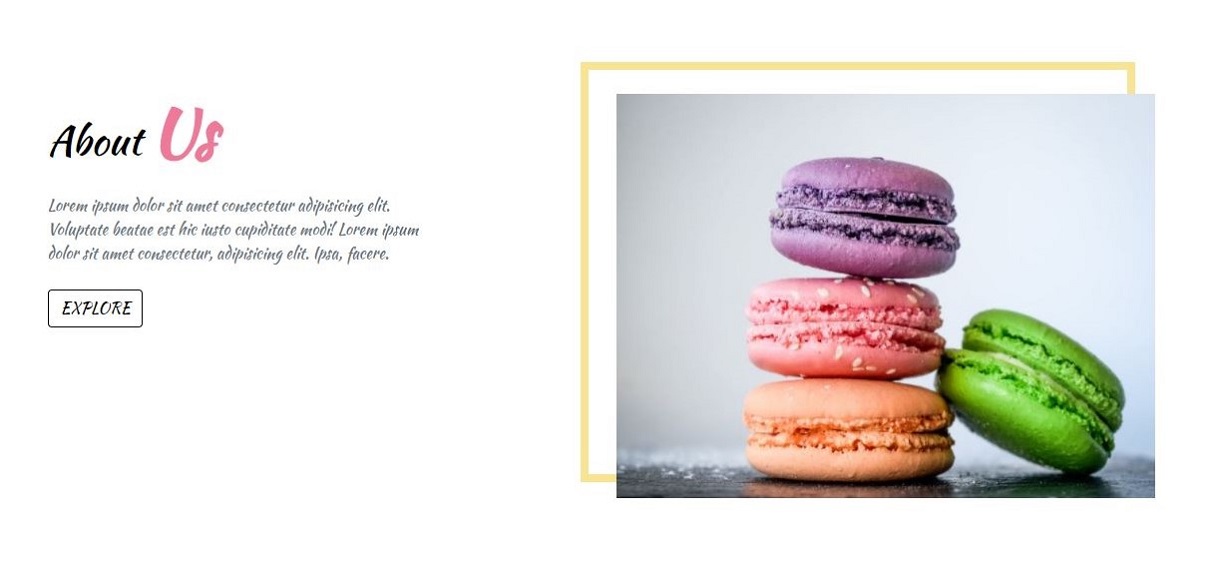 About Us
Lorem ipsum dolor sit amet consectetur adipisicing elit.
Voluptate beatae est hic iusto cupiditate modi! Lorem ipsum
dolor sit amet consectetur, adipisicing elit. Ipsa, facere.
EXPLORE